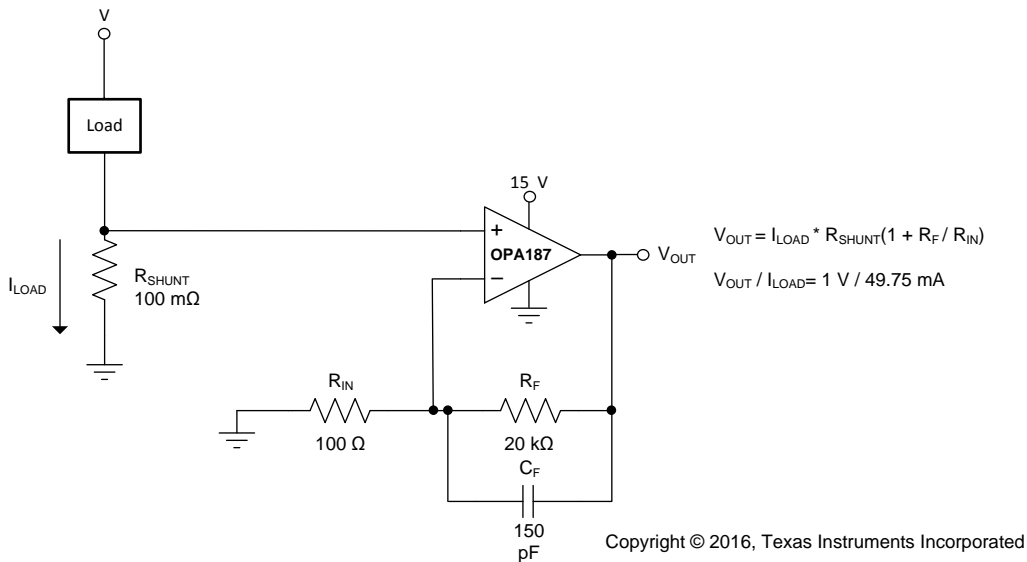 V
Load
I_LOAD
R_SHUNT
100 mΩ
15 V
+
OPA187
−
V_OUT
V_OUT = I_LOAD * R_SHUNT(1 + R_F / R_IN)
V_OUT / I_LOAD= 1 V / 49.75 mA
R_IN
100 Ω
R_F
20 kΩ
C_F
150
pF
Copyright © 2016, Texas Instruments Incorporated